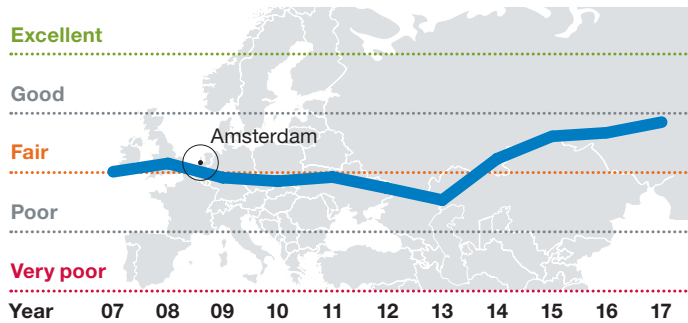 Excellent
Good
Amsterdam
Fair
Poor
Very poor
Year 07 08 09 10 11 12 13 14 15 16 17